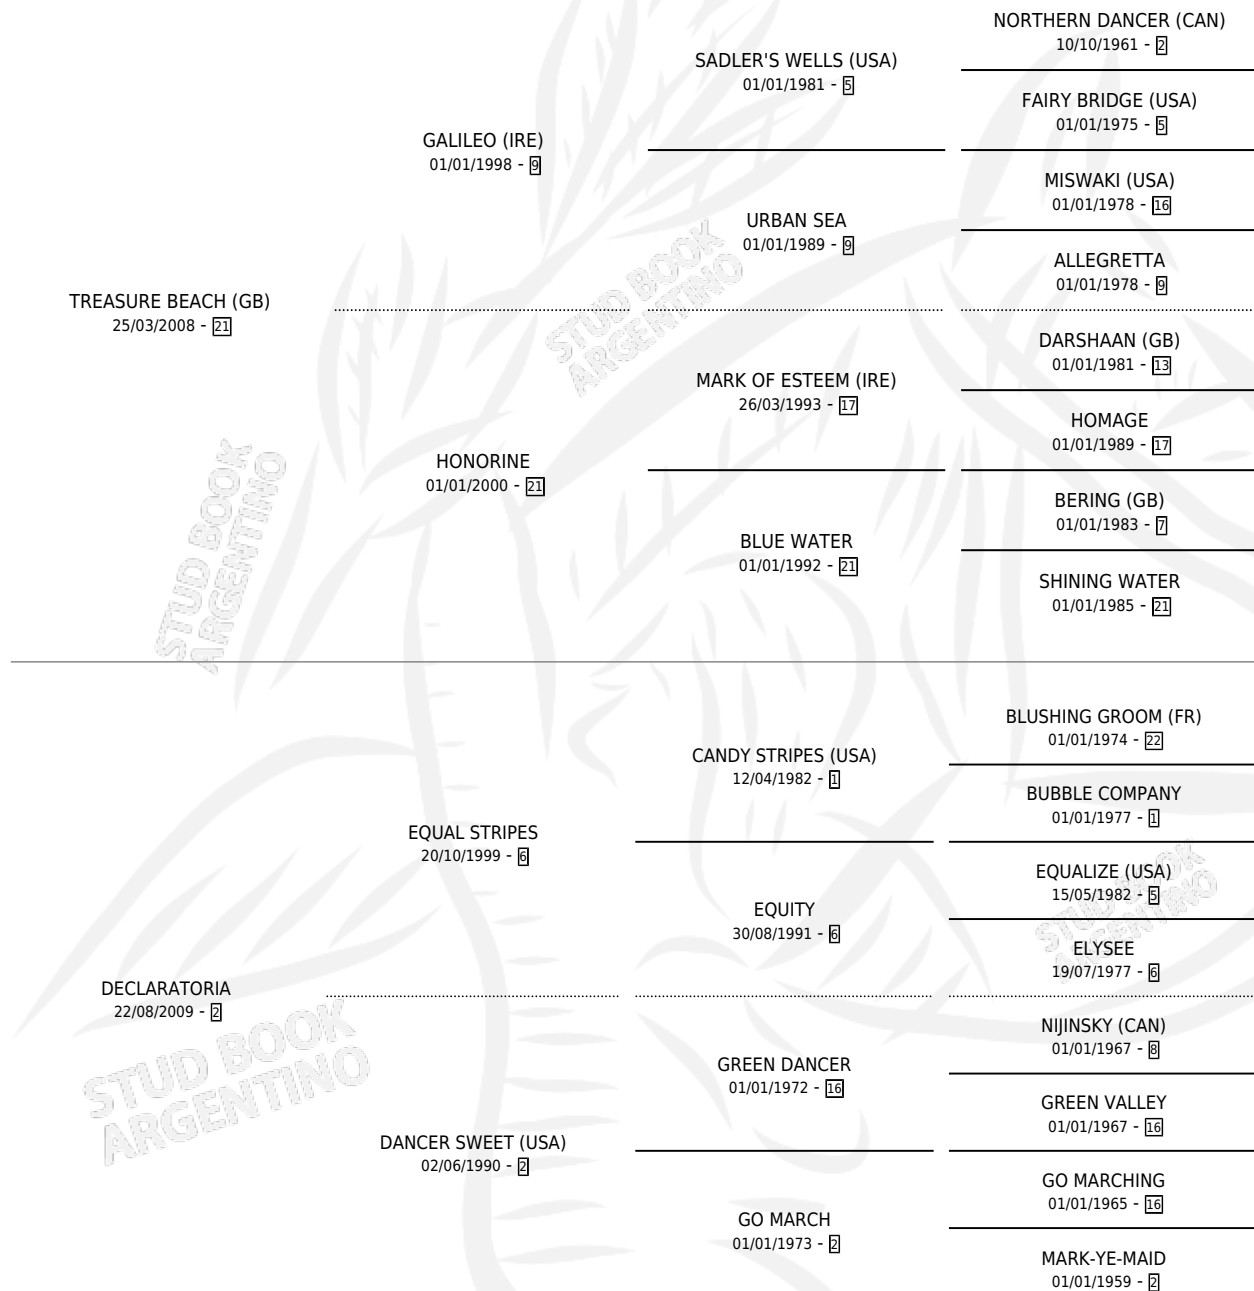 NORTHERN DANCER (CAN)
10/10/1961 - 2
SADLER'S WELLS (USA)
01/01/1981 - 5
FAIRY BRIDGE (USA)
01/01/1975 - 5
GALILEO (IRE)
01/01/1998 - 9
MISWAKI (USA)
01/01/1978 - 16
URBAN SEA
01/01/1989 - 9
ALLEGRETTA
01/01/1978 - 9
STUD BOOK
ARGENTINO
TREASURE BEACH (GB)
25/03/2008 - 21
DARSHAAN (GB)
01/01/1981 - 13
MARK OF ESTEEM (IRE)
26/03/1993 - 17
HOMAGE
01/01/1989 - 17
HONORINE
01/01/2000 - 21
BERING (GB)
01/01/1983 - 7
BLUE WATER
01/01/1992 - 21
SHINING WATER
01/01/1985 - 21
STUD BOOK
ARGENTINO
BLUSHING GROOM (FR)
01/01/1974 - 22
CANDY STRIPES (USA)
12/04/1982 - 1
BUBBLE COMPANY
01/01/1977 - 1
EQUAL STRIPES
20/10/1999 - 6
EQUALIZE (USA)
15/05/1982 - 5
EQUITY
30/08/1991 - 6
ELYSEE
19/07/1977 - 6
STUD BOOK
ARGENTINO
DECLARATORIA
22/08/2009 - 2
NIJINSKY (CAN)
01/01/1967 - 8
GREEN DANCER
01/01/1972 - 16
GREEN VALLEY
01/01/1967 - 16
STUD BOOK
ARGENTINO
DANCER SWEET (USA)
02/06/1990 - 2
GO MARCHING
01/01/1965 - 16
GO MARCH
01/01/1973 - 2
MARK-YE-MAID
01/01/1959 - 2